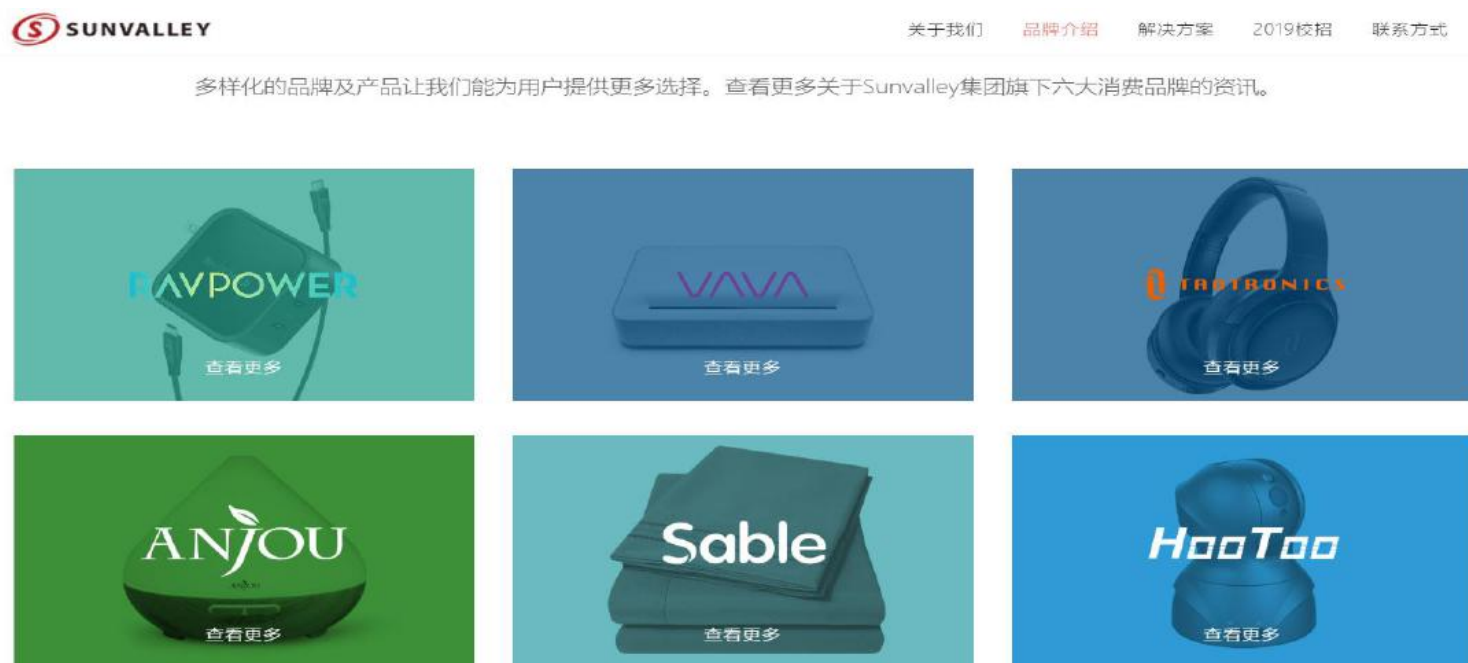 SUNVALLEY
关于我们 品牌介绍 解决方案 2019校招 联系方式
多样化的品牌及产品让我们能为用户提供更多选择。查看更多关于Sunvalley集团旗下六大消费品牌的资讯。
RAVPOWER
查看更多
VAVA
查看更多
TAOTRONICS
查看更多
ANJOU
ANJOU
查看更多
Sable
查看更多
HooToo
查看更多